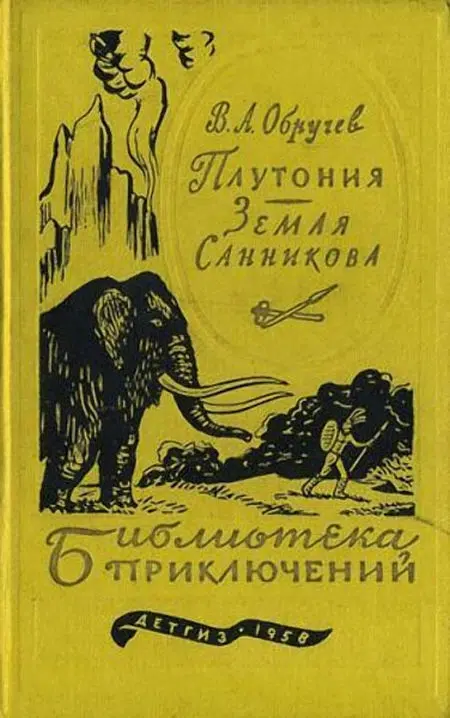 В. А. Обручев
Плутония
Земля
Санникова
Библиотека
приключений
ДЕТГИЗ • 1958